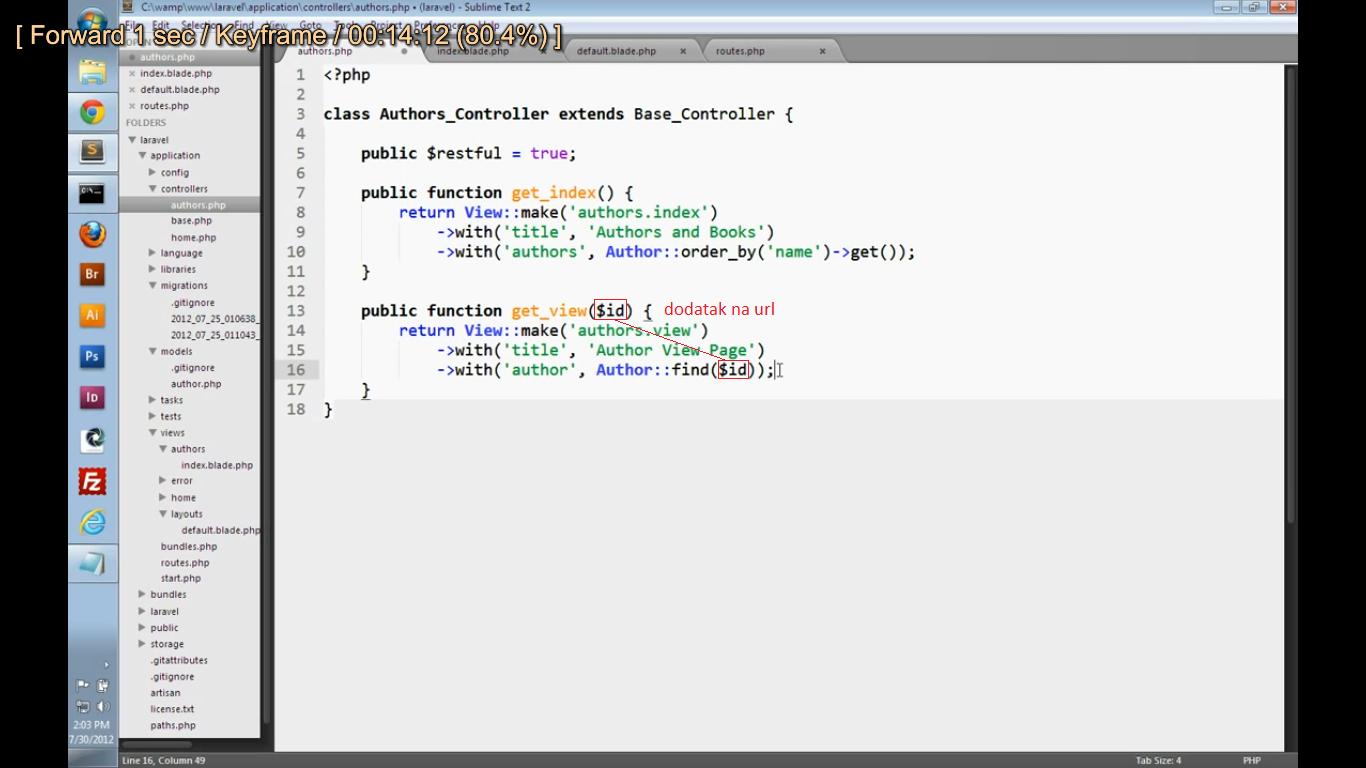 C:\wamp\www\laravel\application\controllers\authors.php • (laravel) - Sublime Text 2
File Edit Selection Find View Goto Tools Project Preferences Help
[ Forward 1 sec / Keyframe / 00:14:12 (80.4%) ]
authors.php
index.blade.php
default.blade.php
routes.php
authors.php
index.blade.php
default.blade.php
routes.php
FOLDERS
laravel
application
config
controllers
authors.php
base.php
home.php
language
libraries
migrations
.gitignore
2012_07_25_010638_
2012_07_25_011043_
models
.gitignore
author.php
tasks
tests
views
authors
index.blade.php
error
home
layouts
default.blade.php
bundles.php
routes.php
start.php
bundles
laravel
public
storage
.gitattributes
.gitignore
artisan
license.txt
paths.php
1 <?php
2
3 class Authors_Controller extends Base_Controller {
4
5 public $restful = true;
6
7 public function get_index() {
8 return View::make('authors.index')
9 ->with('title', 'Authors and Books')
10 ->with('authors', Author::order_by('name')->get());
11 }
12
13 public function get_view($id) { dodatak na url
14 return View::make('authors.view')
15 ->with('title', 'Author View Page')
16 ->with('author', Author::find($id));
17 }
18 }
Br
Ai
Ps
Id
Fz
2:03 PM
7/30/2012
Line 16, Column 49
Tab Size: 4
PHP